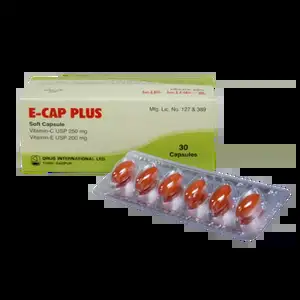 E-CAP PLUS
Soft Capsule
Vitamin-C USP 250 mg
Vitamin-E USP 200 mg
Mfg. Lic. No. 127 & 369
DRUG INTERNATIONAL LTD.
30
Capsules